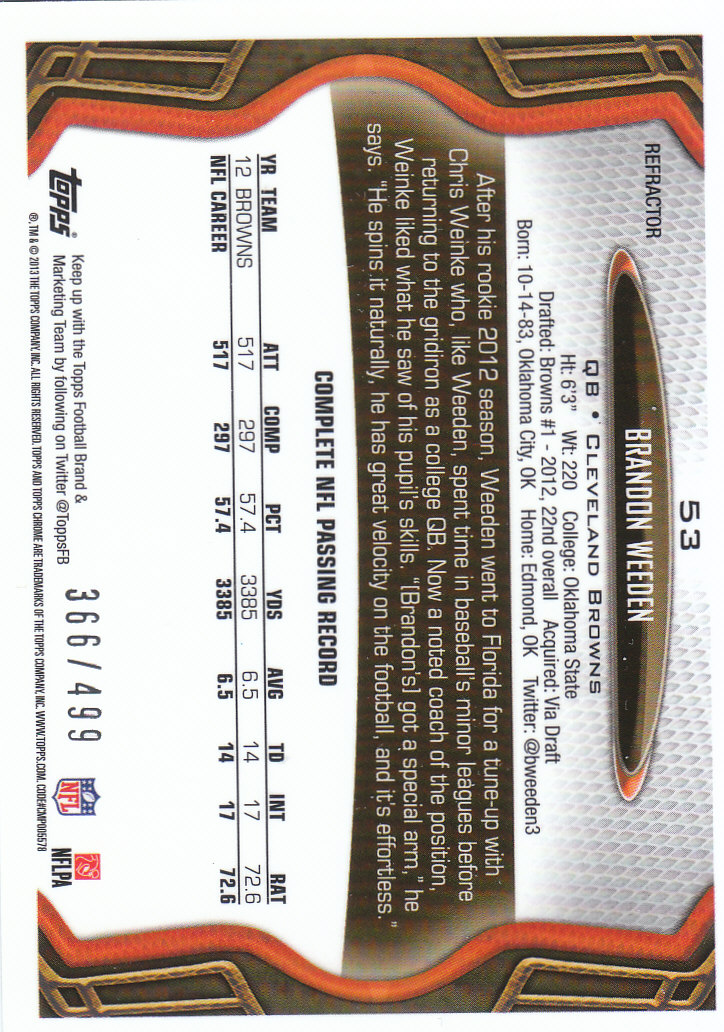 53
REFRACTOR
BRANDON WEEDEN
QB • CLEVELAND BROWNS
Ht: 6'3" Wt: 220 College: Oklahoma State
Drafted: Browns #1 - 2012, 22nd overall Acquired: Via Draft
Born: 10-14-83, Oklahoma City, OK Home: Edmond, OK Twitter: @bweeden3
After his rookie 2012 season, Weeden went to Florida for a tune-up with
Chris Weinke who, like Weeden, spent time in baseball's minor leagues before
returning to the gridiron as a college QB. Now a noted coach of the position,
Weinke liked what he saw of his pupil's skills. "[Brandon's] got a special arm," he
says. "He spins it naturally, he has great velocity on the football, and it's effortless."
COMPLETE NFL PASSING RECORD
YR TEAM ATT COMP PCT YDS AVG TD INT RAT
12 BROWNS 517 297 57.4 3385 6.5 14 17 72.6
NFL CAREER 517 297 57.4 3385 6.5 14 17 72.6
366/499
topps®
Keep up with the Topps Football Brand &
Marketing Team by following on Twitter @ToppsFB
NFL
NFLPA
®, TM & © 2013 THE TOPPS COMPANY, INC. ALL RIGHTS RESERVED. TOPPS AND TOPPS CHROME ARE TRADEMARKS OF THE TOPPS COMPANY, INC. WWW.TOPPS.COM. CODE#CMP005578